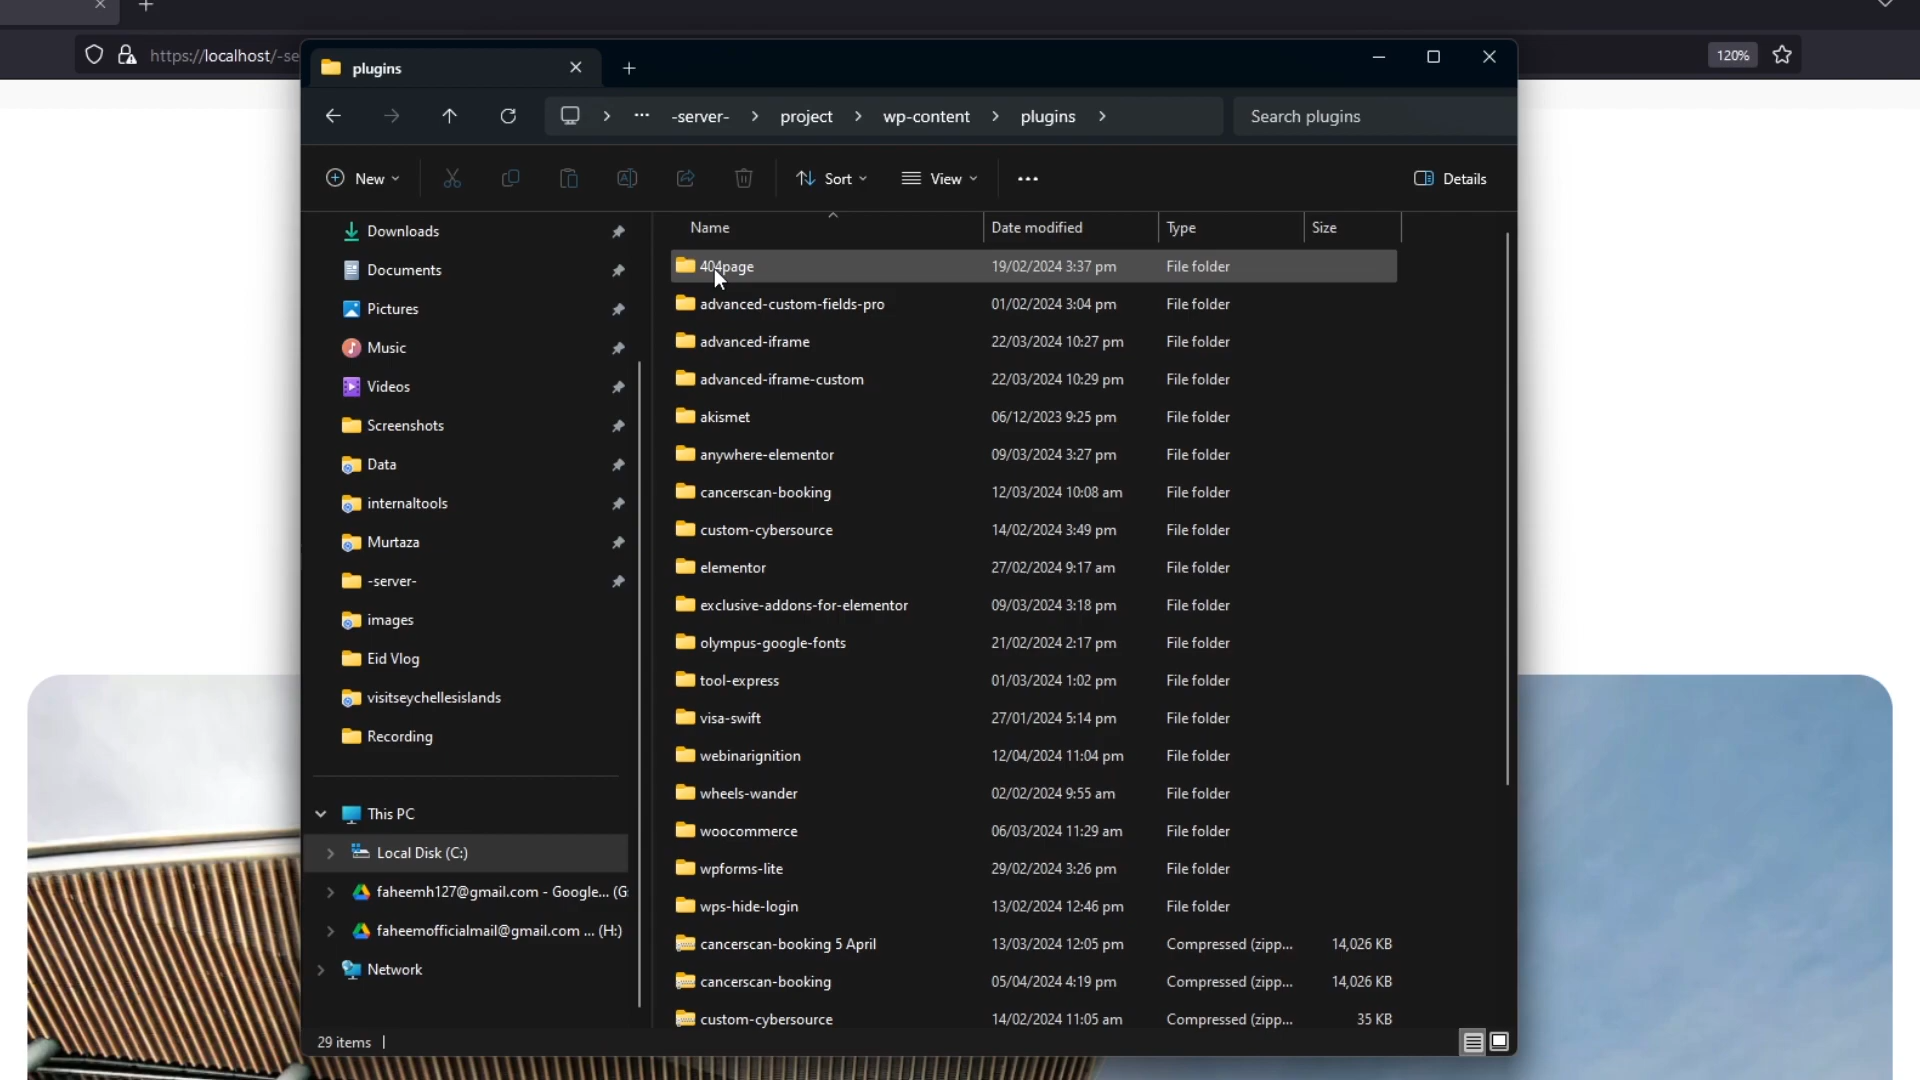 https://localhost/-se
120%
plugins
-server- project wp-content plugins
Search plugins
New
Sort
View
Details
Downloads
Documents
Pictures
Music
Videos
Screenshots
Data
internaltools
Murtaza
-server-
images
Eid Vlog
visitseychellesislands
Recording
This PC
Local Disk (C:)
faheemh127@gmail.com - Google... (G
faheemofficialmail@gmail.com ... (H:)
Network
Name Date modified Type Size
404page 19/02/2024 3:37 pm File folder
advanced-custom-fields-pro 01/02/2024 3:04 pm File folder
advanced-iframe 22/03/2024 10:27 pm File folder
advanced-iframe-custom 22/03/2024 10:29 pm File folder
akismet 06/12/2023 9:25 pm File folder
anywhere-elementor 09/03/2024 3:27 pm File folder
cancerscan-booking 12/03/2024 10:08 am File folder
custom-cybersource 14/02/2024 3:49 pm File folder
elementor 27/02/2024 9:17 am File folder
exclusive-addons-for-elementor 09/03/2024 3:18 pm File folder
olympus-google-fonts 21/02/2024 2:17 pm File folder
tool-express 01/03/2024 1:02 pm File folder
visa-swift 27/01/2024 5:14 pm File folder
webinarignition 12/04/2024 11:04 pm File folder
wheels-wander 02/02/2024 9:55 am File folder
woocommerce 06/03/2024 11:29 am File folder
wpforms-lite 29/02/2024 3:26 pm File folder
wps-hide-login 13/02/2024 12:46 pm File folder
cancerscan-booking 5 April 13/03/2024 12:05 pm Compressed (zipp... 14,026 KB
cancerscan-booking 05/04/2024 4:19 pm Compressed (zipp... 14,026 KB
custom-cybersource 14/02/2024 11:05 am Compressed (zipp... 35 KB
29 items